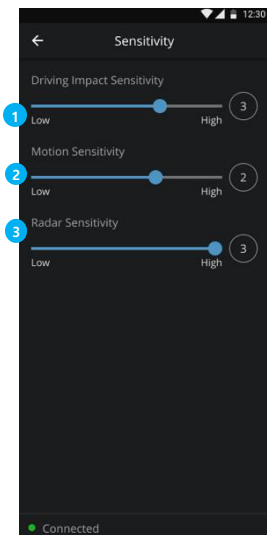 12:30
Sensitivity
Driving Impact Sensitivity
1
3
Low High
Motion Sensitivity
2
2
Low High
Radar Sensitivity
3
3
Low High
Connected